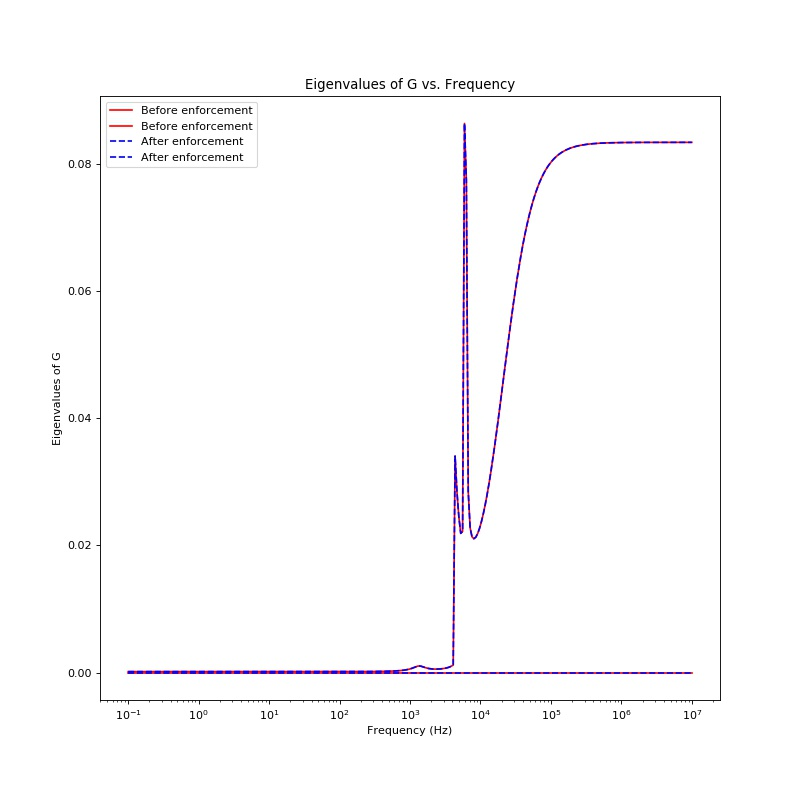 Eigenvalues of G vs. Frequency
Before enforcement
Before enforcement
After enforcement
After enforcement
Eigenvalues of G
0.08
0.06
0.04
0.02
0.00
10⁻¹ 10⁰ 10¹ 10² 10³ 10⁴ 10⁵ 10⁶ 10⁷
Frequency (Hz)